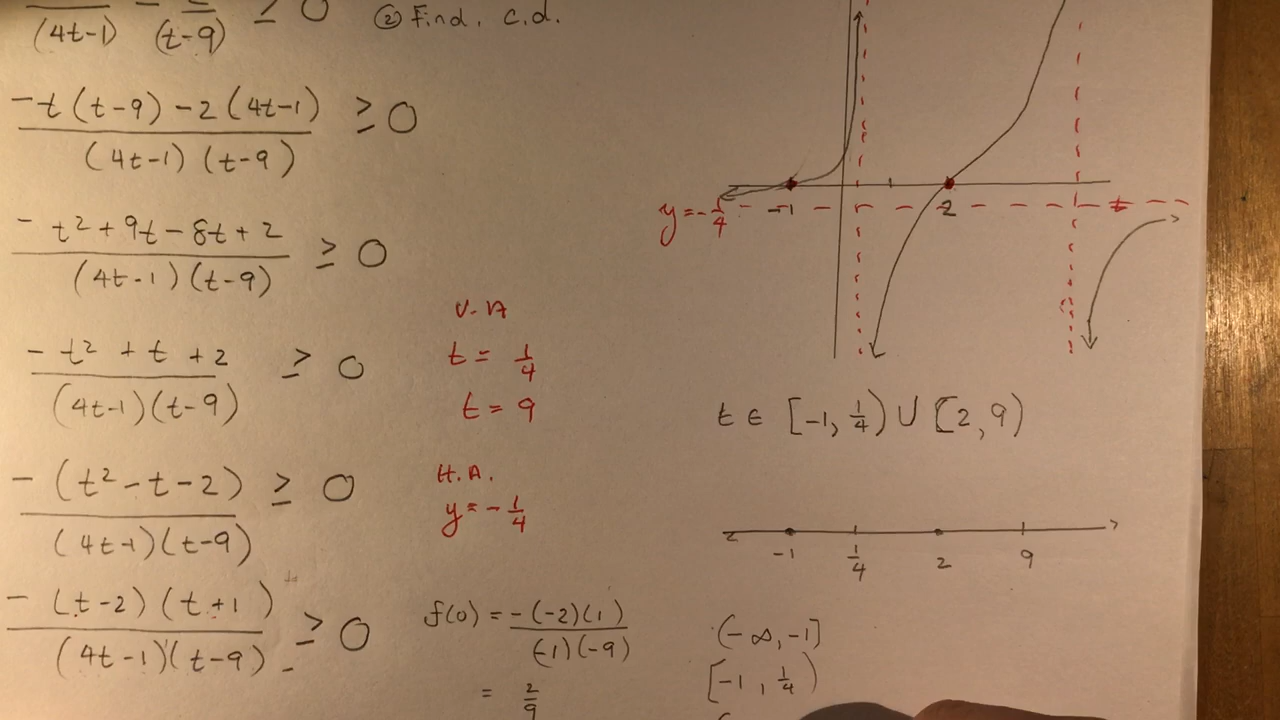 (4t-1) (t-9) ≥ 0 ② Find. c.d.
-t(t-9) -2(4t-1) ≥ 0
(4t-1)(t-9)
-t² + 9t - 8t + 2 ≥ 0
(4t-1)(t-9)
-t² + t + 2 ≥ 0
(4t-1)(t-9)
-(t² - t - 2) ≥ 0
(4t-1)(t-9)
-(t-2)(t+1) ≥ 0
(4t-1)(t-9)
V.A
t = 1/4
t = 9
H.A.
y = -1/4
f(0) = -(-2)(1)
(-1)(-9)
= 2/9
y = -1/4 -1 2
t ∈ [-1, 1/4) ∪ [2, 9)
-1 1/4 2 9
(-∞, -1]
[-1, 1/4)